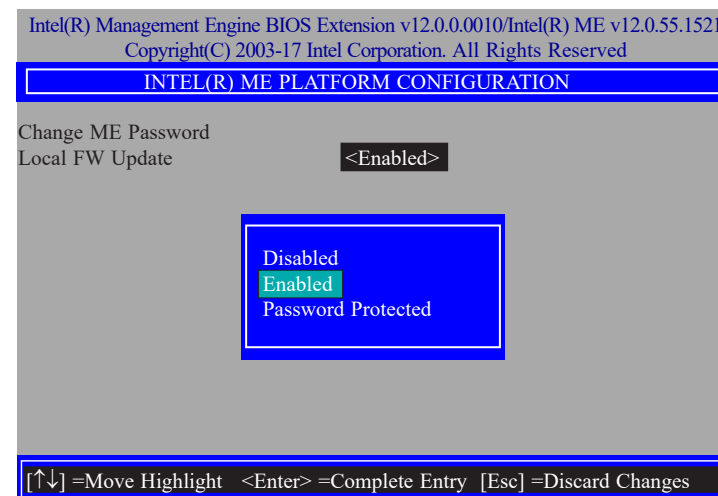 Intel(R) Management Engine BIOS Extension v12.0.0.0010/Intel(R) ME v12.0.55.1521
Copyright(C) 2003-17 Intel Corporation. All Rights Reserved
INTEL(R) ME PLATFORM CONFIGURATION
Change ME Password
Local FW Update <Enabled>
Disabled
Enabled
Password Protected
[↑↓] =Move Highlight <Enter> =Complete Entry [Esc] =Discard Changes